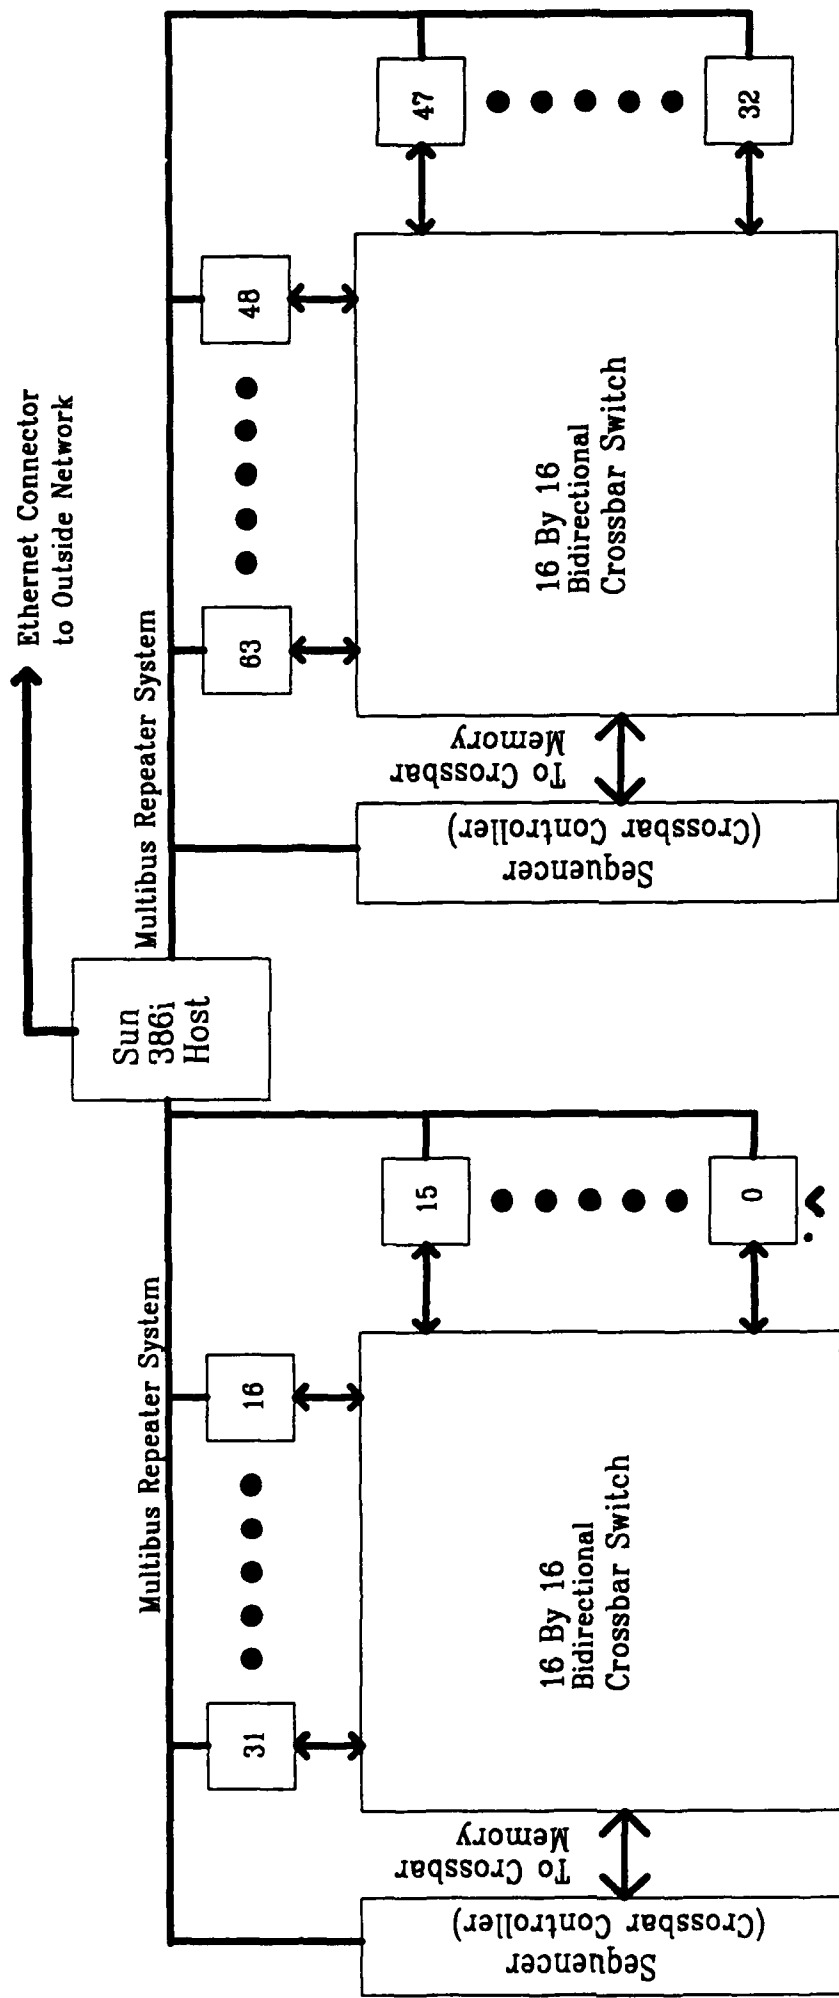 Ethernet Connector
to Outside Network
Multibus Repeater System
Multibus Repeater System
Sun
386i
Host
31
16
15
0
63
48
47
32
16 By 16
Bidirectional
Crossbar Switch
16 By 16
Bidirectional
Crossbar Switch
To Crossbar
Memory
To Crossbar
Memory
Sequencer
(Crossbar Controller)
Sequencer
(Crossbar Controller)